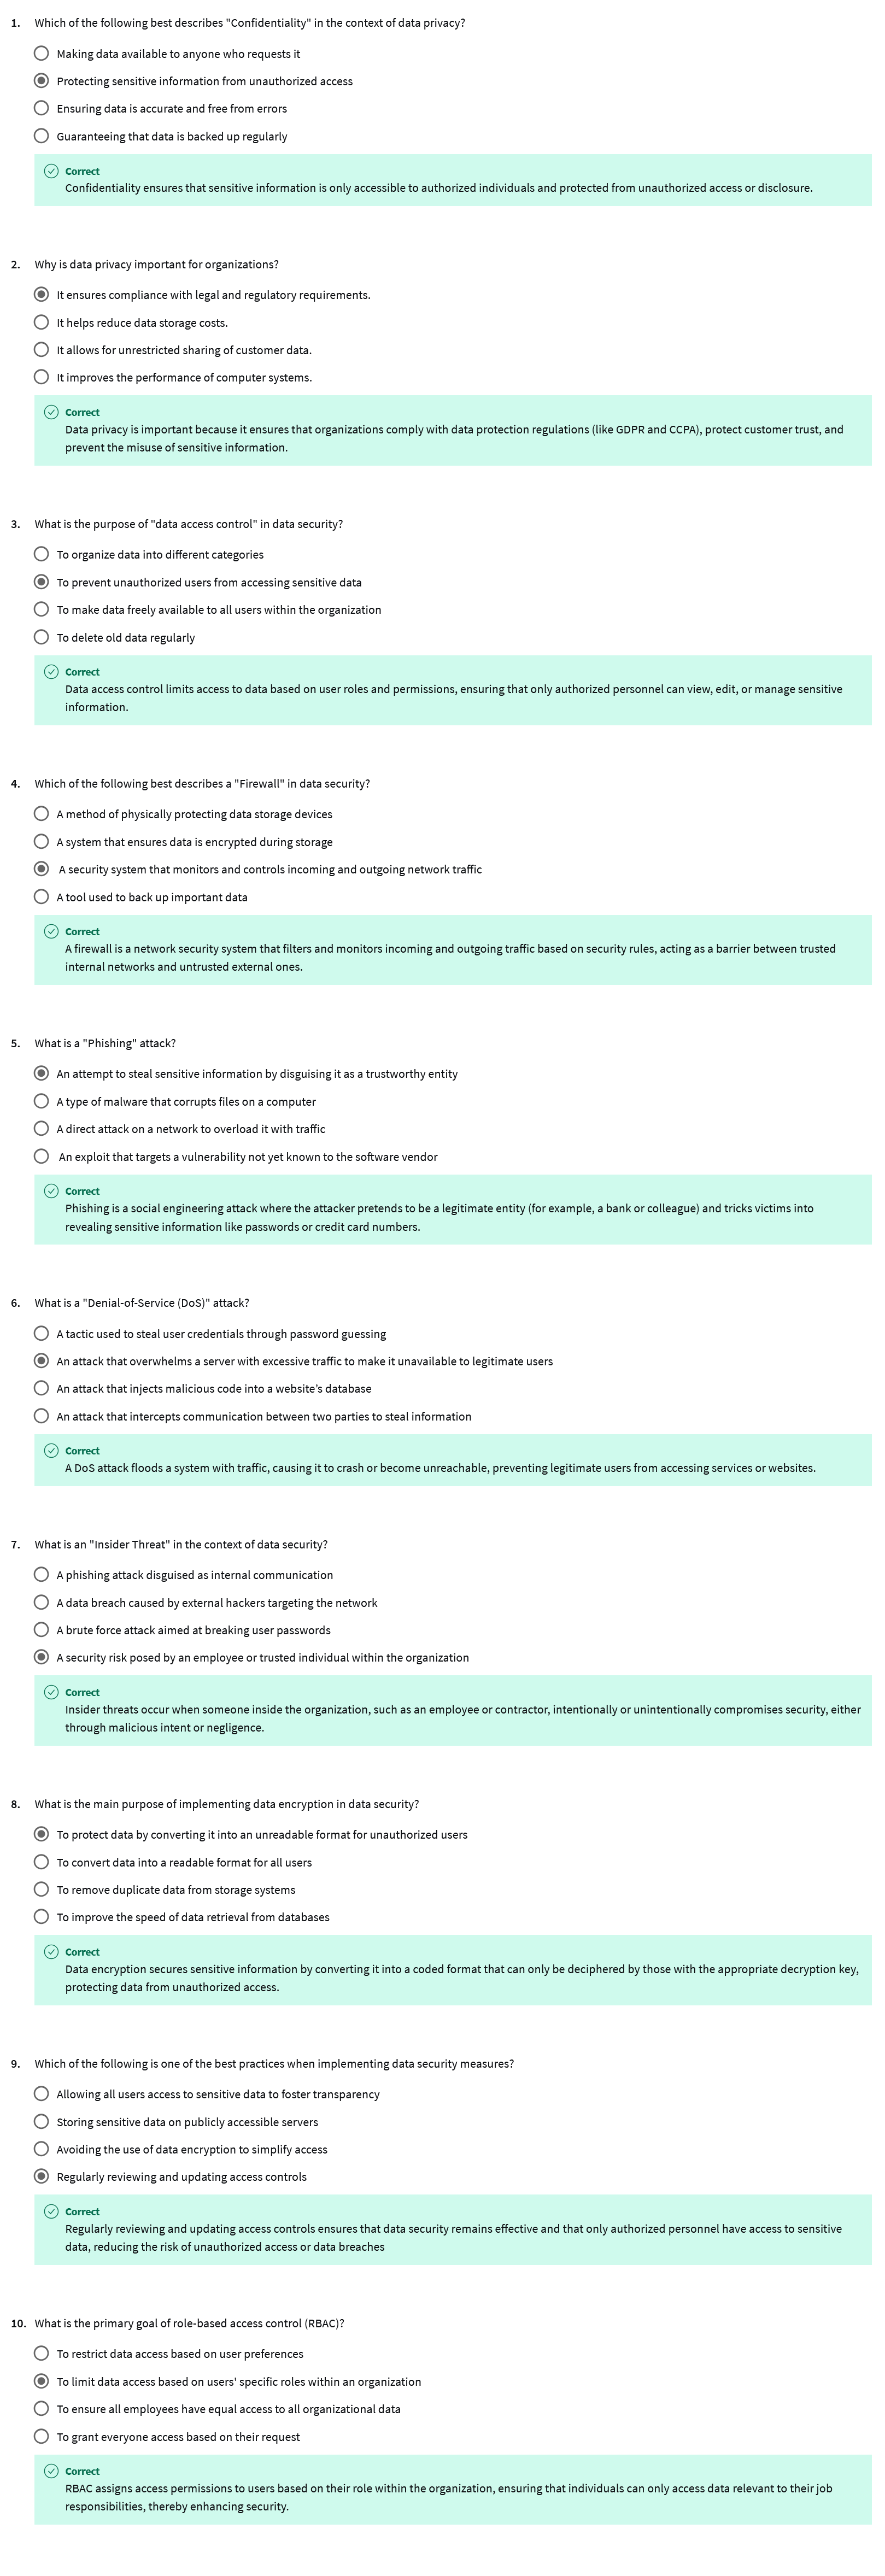 1. Which of the following best describes "Confidentiality" in the context of data privacy?
Making data available to anyone who requests it
Protecting sensitive information from unauthorized access
Ensuring data is accurate and free from errors
Guaranteeing that data is backed up regularly
Correct
Confidentiality ensures that sensitive information is only accessible to authorized individuals and protected from unauthorized access or disclosure.
2. Why is data privacy important for organizations?
It ensures compliance with legal and regulatory requirements.
It helps reduce data storage costs.
It allows for unrestricted sharing of customer data.
It improves the performance of computer systems.
Correct
Data privacy is important because it ensures that organizations comply with data protection regulations (like GDPR and CCPA), protect customer trust, and
prevent the misuse of sensitive information.
3. What is the purpose of "data access control" in data security?
To organize data into different categories
To prevent unauthorized users from accessing sensitive data
To make data freely available to all users within the organization
To delete old data regularly
Correct
Data access control limits access to data based on user roles and permissions, ensuring that only authorized personnel can view, edit, or manage sensitive
information.
4. Which of the following best describes a "Firewall" in data security?
A method of physically protecting data storage devices
A system that ensures data is encrypted during storage
A security system that monitors and controls incoming and outgoing network traffic
A tool used to back up important data
Correct
A firewall is a network security system that filters and monitors incoming and outgoing traffic based on security rules, acting as a barrier between trusted
internal networks and untrusted external ones.
5. What is a "Phishing" attack?
An attempt to steal sensitive information by disguising it as a trustworthy entity
A type of malware that corrupts files on a computer
A direct attack on a network to overload it with traffic
An exploit that targets a vulnerability not yet known to the software vendor
Correct
Phishing is a social engineering attack where the attacker pretends to be a legitimate entity (for example, a bank or colleague) and tricks victims into
revealing sensitive information like passwords or credit card numbers.
6. What is a "Denial-of-Service (DoS)" attack?
A tactic used to steal user credentials through password guessing
An attack that overwhelms a server with excessive traffic to make it unavailable to legitimate users
An attack that injects malicious code into a website’s database
An attack that intercepts communication between two parties to steal information
Correct
A DoS attack floods a system with traffic, causing it to crash or become unreachable, preventing legitimate users from accessing services or websites.
7. What is an "Insider Threat" in the context of data security?
A phishing attack disguised as internal communication
A data breach caused by external hackers targeting the network
A brute force attack aimed at breaking user passwords
A security risk posed by an employee or trusted individual within the organization
Correct
Insider threats occur when someone inside the organization, such as an employee or contractor, intentionally or unintentionally compromises security, either
through malicious intent or negligence.
8. What is the main purpose of implementing data encryption in data security?
To protect data by converting it into an unreadable format for unauthorized users
To convert data into a readable format for all users
To remove duplicate data from storage systems
To improve the speed of data retrieval from databases
Correct
Data encryption secures sensitive information by converting it into a coded format that can only be deciphered by those with the appropriate decryption key,
protecting data from unauthorized access.
9. Which of the following is one of the best practices when implementing data security measures?
Allowing all users access to sensitive data to foster transparency
Storing sensitive data on publicly accessible servers
Avoiding the use of data encryption to simplify access
Regularly reviewing and updating access controls
Correct
Regularly reviewing and updating access controls ensures that data security remains effective and that only authorized personnel have access to sensitive
data, reducing the risk of unauthorized access or data breaches
10. What is the primary goal of role-based access control (RBAC)?
To restrict data access based on user preferences
To limit data access based on users' specific roles within an organization
To ensure all employees have equal access to all organizational data
To grant everyone access based on their request
Correct
RBAC assigns access permissions to users based on their role within the organization, ensuring that individuals can only access data relevant to their job
responsibilities, thereby enhancing security.